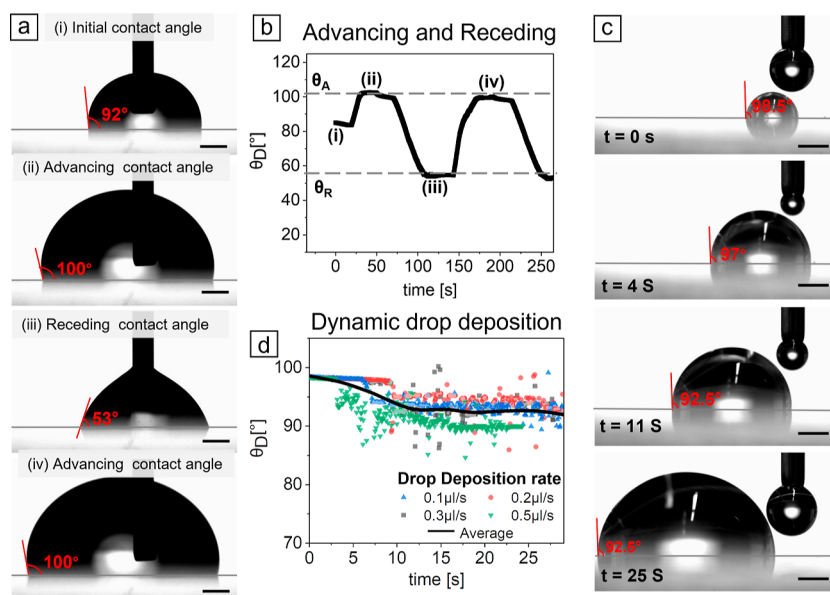 a
(i) Initial contact angle
92°
(ii) Advancing contact angle
100°
(iii) Receding contact angle
53°
(iv) Advancing contact angle
100°
b
Advancing and Receding
θA
(ii)
(iv)
(i)
(iii)
θR
120
100
80
60
40
20
θD[°]
0
50
100
150
200
250
time [s]
d
Dynamic drop deposition
100
90
80
70
θD[°]
Drop Deposition rate
0.1µl/s
0.2µl/s
0.3µl/s
0.5µl/s
Average
0
5
10
15
20
25
time [s]
c
98.5°
t = 0 s
97°
t = 4 S
92.5°
t = 11 S
92.5°
t = 25 S